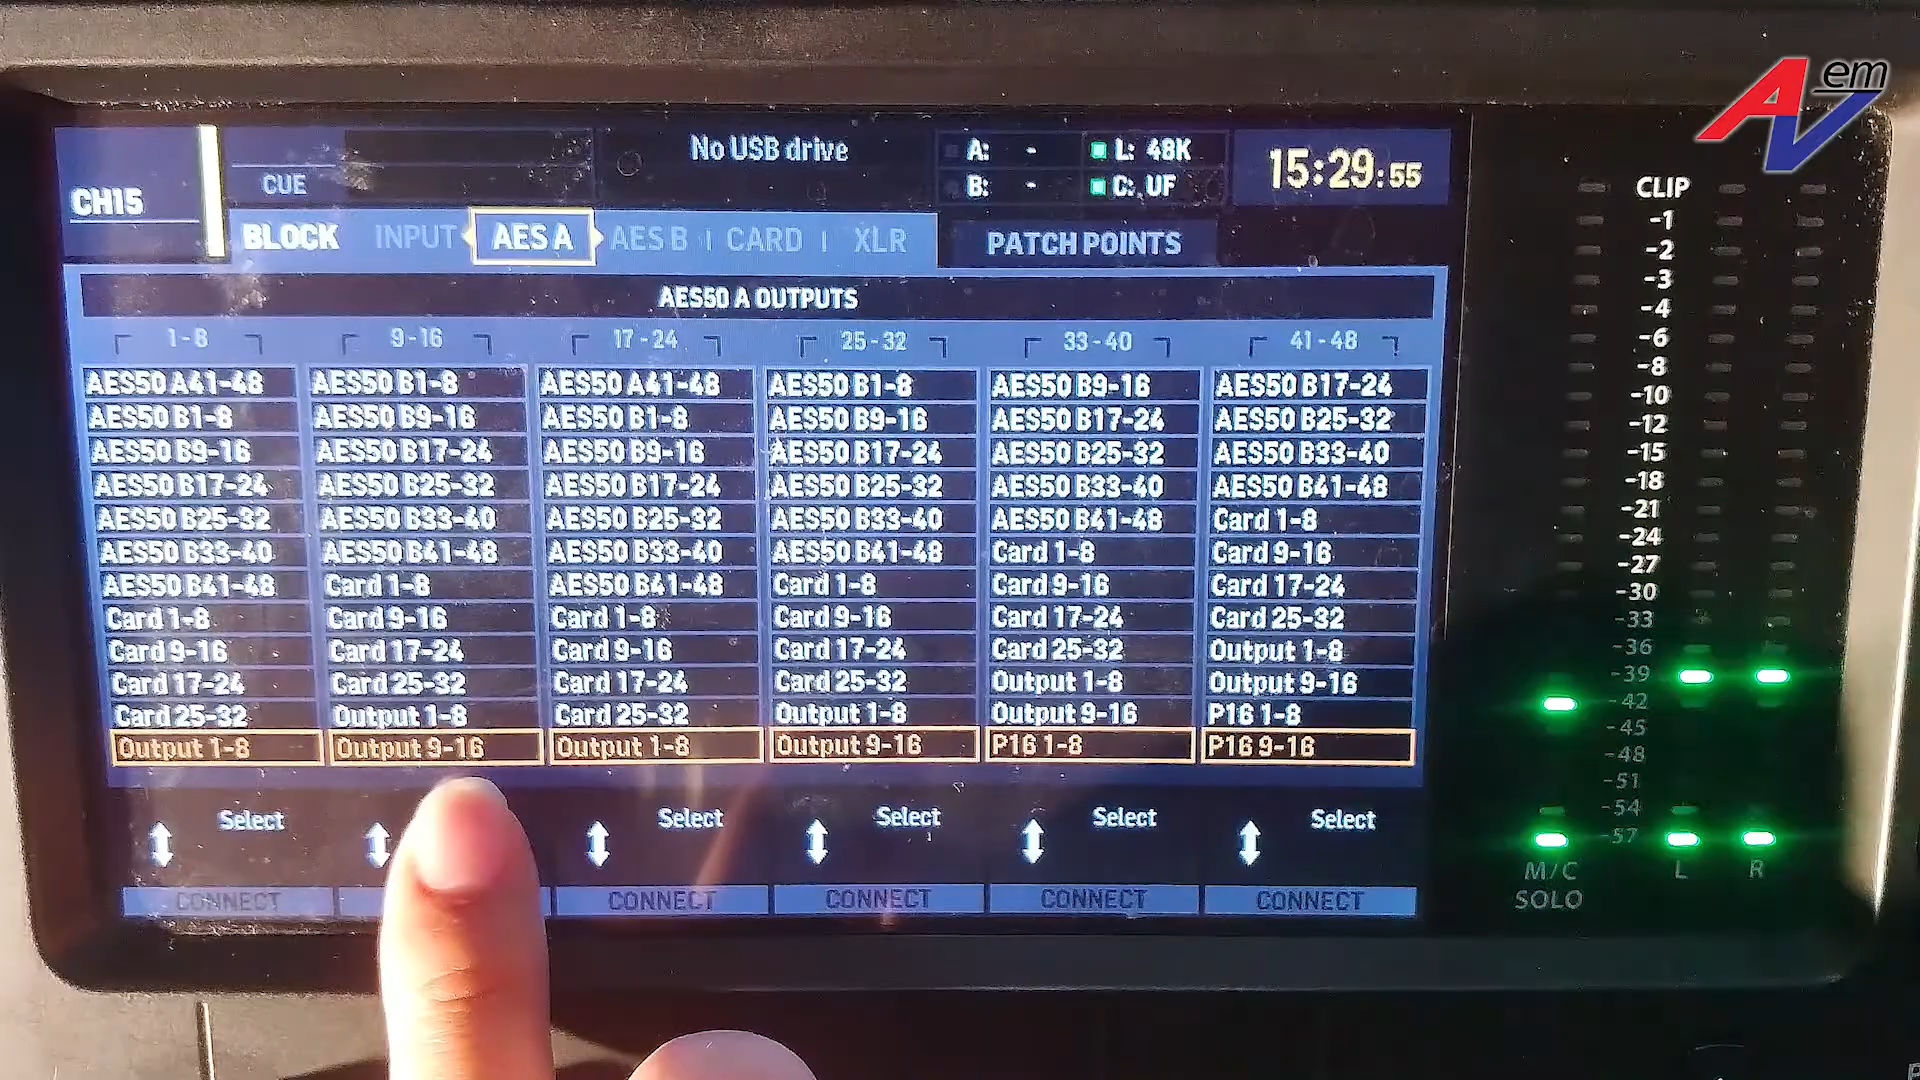 AV em
No USB drive
A: - L: 48K
15:29:55
CH15
CUE
B: - C: UF
CLIP
BLOCK INPUT AES A AES B | CARD | XLR
PATCH POINTS
AES50 A OUTPUTS
1-8 9-16 17-24 25-32 33-40 41-48
AES50 A41-48 AES50 B1-8 AES50 A41-48 AES50 B1-8 AES50 B9-16 AES50 B17-24
AES50 B1-8 AES50 B9-16 AES50 B1-8 AES50 B9-16 AES50 B17-24 AES50 B25-32
AES50 B9-16 AES50 B17-24 AES50 B9-16 AES50 B17-24 AES50 B25-32 AES50 B33-40
AES50 B17-24 AES50 B25-32 AES50 B17-24 AES50 B25-32 AES50 B33-40 AES50 B41-48
AES50 B25-32 AES50 B33-40 AES50 B25-32 AES50 B33-40 AES50 B41-48 Card 1-8
AES50 B33-40 AES50 B41-48 AES50 B33-40 AES50 B41-48 Card 1-8 Card 9-16
AES50 B41-48 Card 1-8 AES50 B41-48 Card 1-8 Card 9-16 Card 17-24
Card 1-8 Card 9-16 Card 1-8 Card 9-16 Card 17-24 Card 25-32
Card 9-16 Card 17-24 Card 9-16 Card 17-24 Card 25-32 Output 1-8
Card 17-24 Card 25-32 Card 17-24 Card 25-32 Output 1-8 Output 9-16
Card 25-32 Output 1-8 Card 25-32 Output 1-8 Output 9-16 P16 1-8
Output 1-8 Output 9-16 Output 1-8 Output 9-16 P16 1-8 P16 9-16
Select Select Select Select Select
CONNECT CONNECT CONNECT CONNECT CONNECT
-1
-2
-3
-4
-6
-8
-10
-12
-15
-18
-21
-24
-27
-30
-33
-36
-39
-42
-45
-48
-51
-54
-57
M/C L R
SOLO